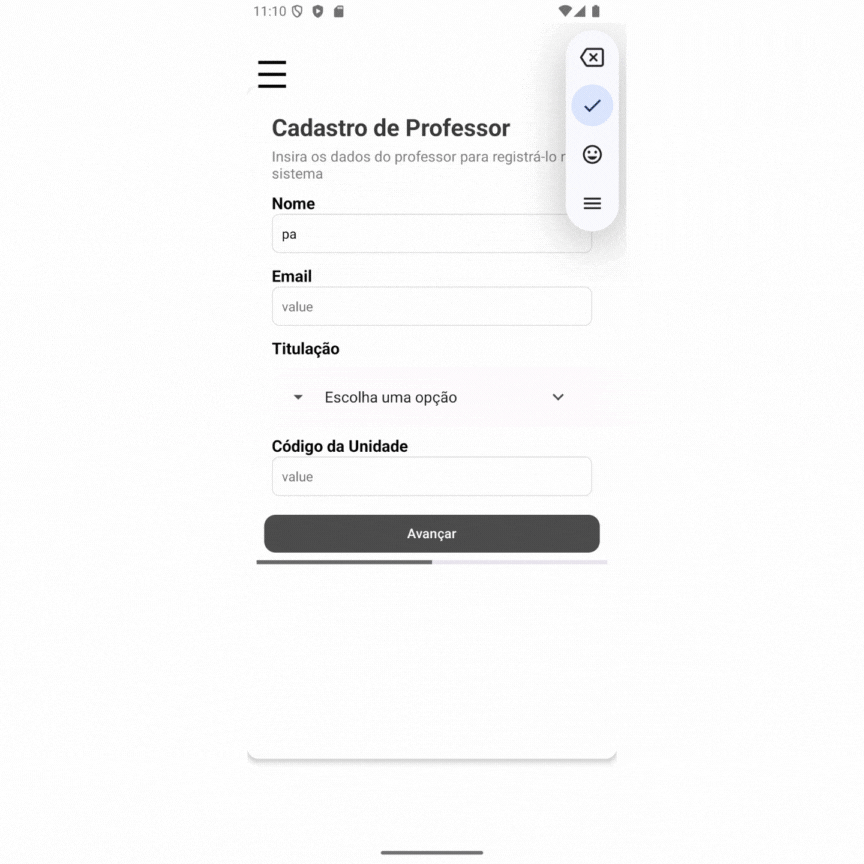 11:10
Cadastro de Professor
Insira os dados do professor para registrá-lo
sistema
Nome
pa
Email
value
Titulação
Escolha uma opção
Código da Unidade
value
Avançar